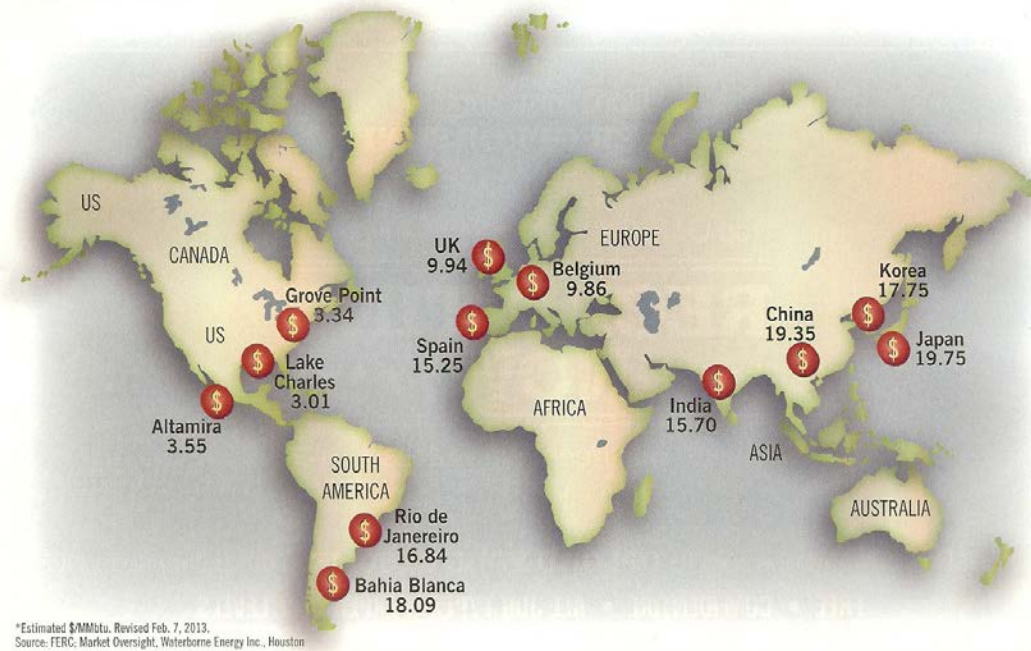 US
CANADA
Grove Point
3.34
US
Lake
Charles
3.01
Altamira
3.55
SOUTH
AMERICA
Rio de
Janereiro
16.84
Bahia Blanca
18.09
UK
9.94
Belgium
9.86
EUROPE
Spain
15.25
AFRICA
India
15.70
ASIA
China
19.35
Korea
17.75
Japan
19.75
AUSTRALIA
*Estimated $/MMbtu. Revised Feb. 7, 2013.
Source: FERC; Market Oversight, Waterborne Energy Inc., Houston